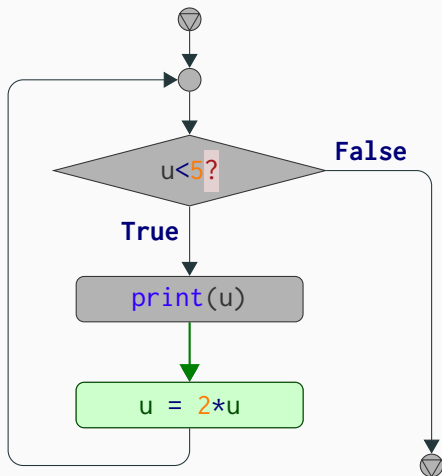 u<5?
False
True
print(u)
u = 2*u